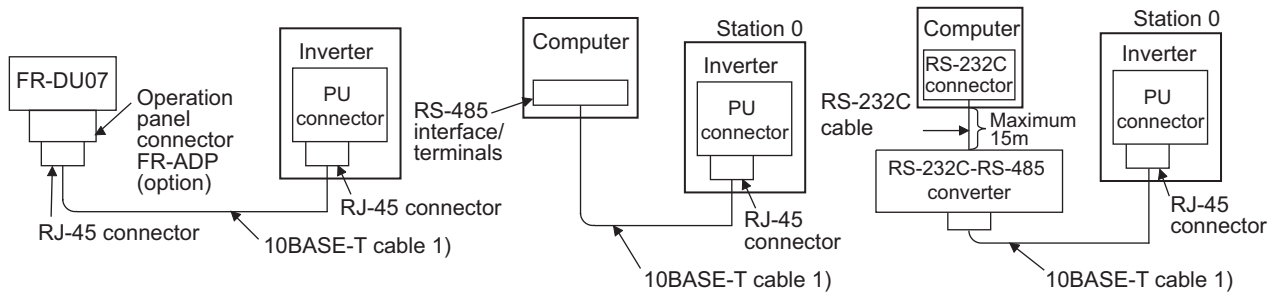 FR-DU07
Operation
panel
connector
FR-ADP
(option)
RJ-45 connector
Inverter
PU
connector
RJ-45 connector
10BASE-T cable 1)
Computer
RS-485
interface/
terminals
Station 0
Inverter
PU
connector
RJ-45
connector
10BASE-T cable 1)
Computer
RS-232C
connector
RS-232C
cable
Maximum
15m
RS-232C-RS-485
converter
Station 0
Inverter
PU
connector
RJ-45
connector
10BASE-T cable 1)